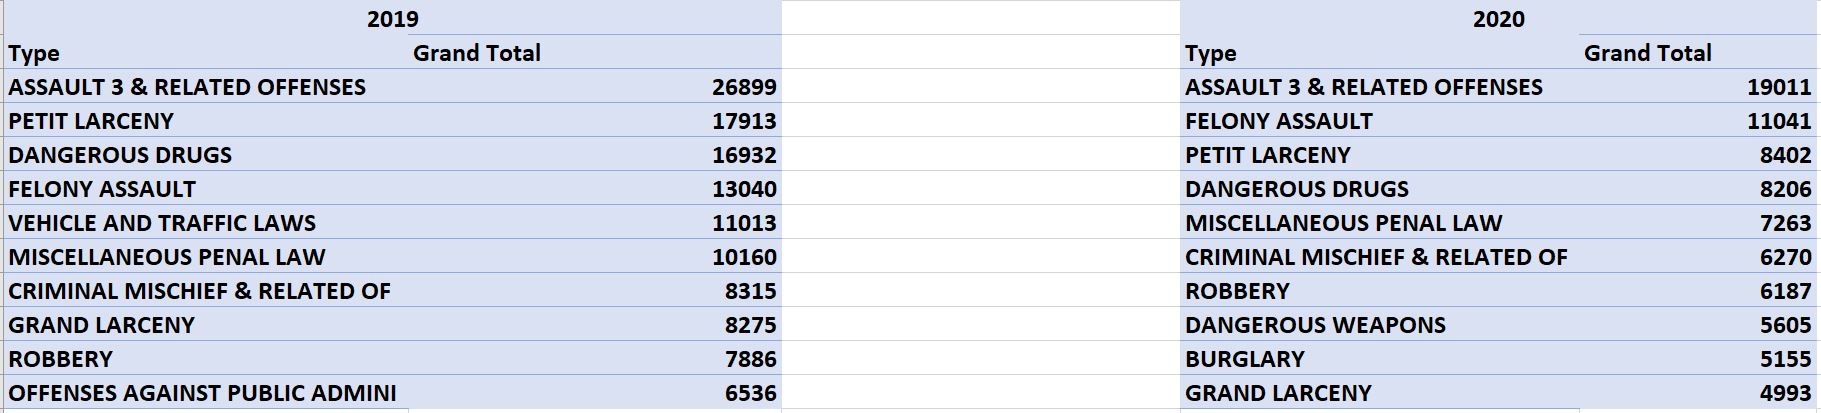 2019 2020
Type Grand Total Type Grand Total
ASSAULT 3 & RELATED OFFENSES 26899 ASSAULT 3 & RELATED OFFENSES 19011
PETIT LARCENY 17913 FELONY ASSAULT 11041
DANGEROUS DRUGS 16932 PETIT LARCENY 8402
FELONY ASSAULT 13040 DANGEROUS DRUGS 8206
VEHICLE AND TRAFFIC LAWS 11013 MISCELLANEOUS PENAL LAW 7263
MISCELLANEOUS PENAL LAW 10160 CRIMINAL MISCHIEF & RELATED OF 6270
CRIMINAL MISCHIEF & RELATED OF 8315 ROBBERY 6187
GRAND LARCENY 8275 DANGEROUS WEAPONS 5605
ROBBERY 7886 BURGLARY 5155
OFFENSES AGAINST PUBLIC ADMINI 6536 GRAND LARCENY 4993